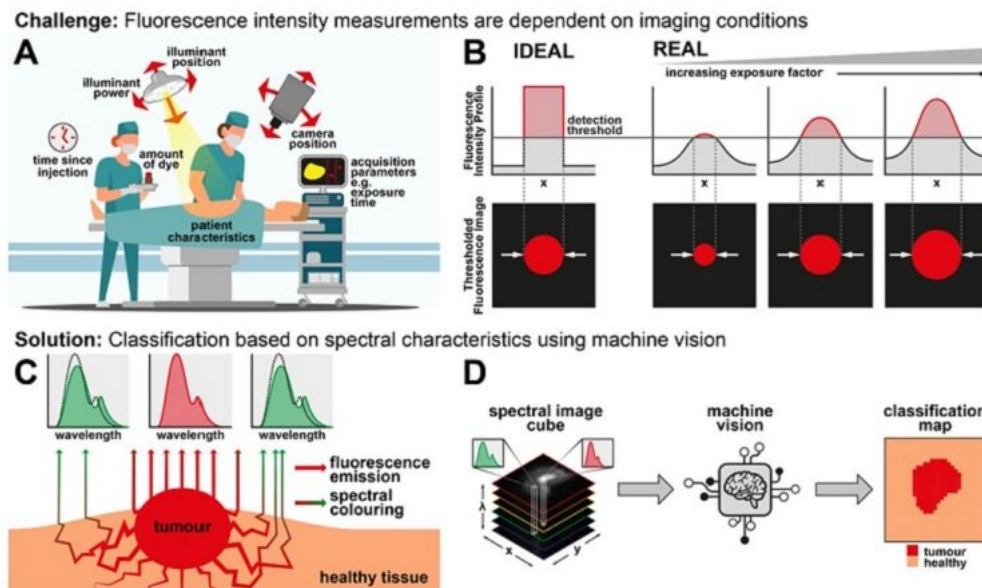 Challenge: Fluorescence intensity measurements are dependent on imaging conditions
A
illuminant
position
illuminant
power
time since
injection
amount
of dye
camera
position
acquisition
parameters
e.g.
exposure
time
patient
characteristics
B
IDEAL
REAL
increasing exposure factor
Fluorescence
Intensity Profile
detection
threshold
x
x
x
x
Thresholded
Fluorescence Image
Solution: Classification based on spectral characteristics using machine vision
C
wavelength
wavelength
wavelength
fluorescence
emission
spectral
colouring
tumour
healthy tissue
D
spectral image
cube
λ
x
y
machine
vision
classification
map
tumour
healthy